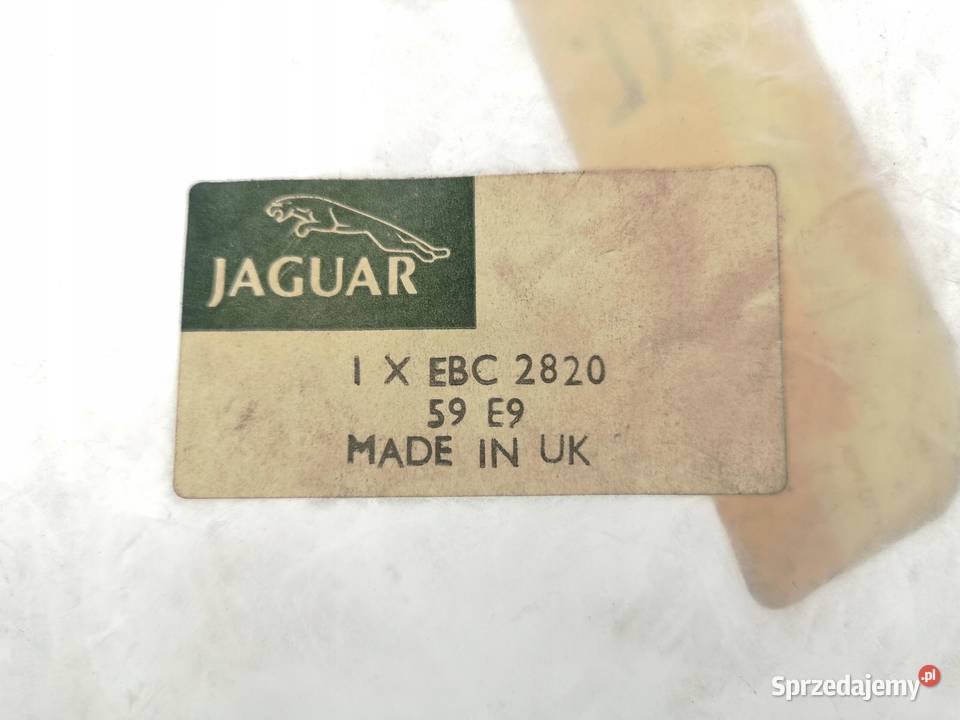 JAGUAR
1 X EBC 2820
59 E9
MADE IN UK
Sprzedajemy.pl